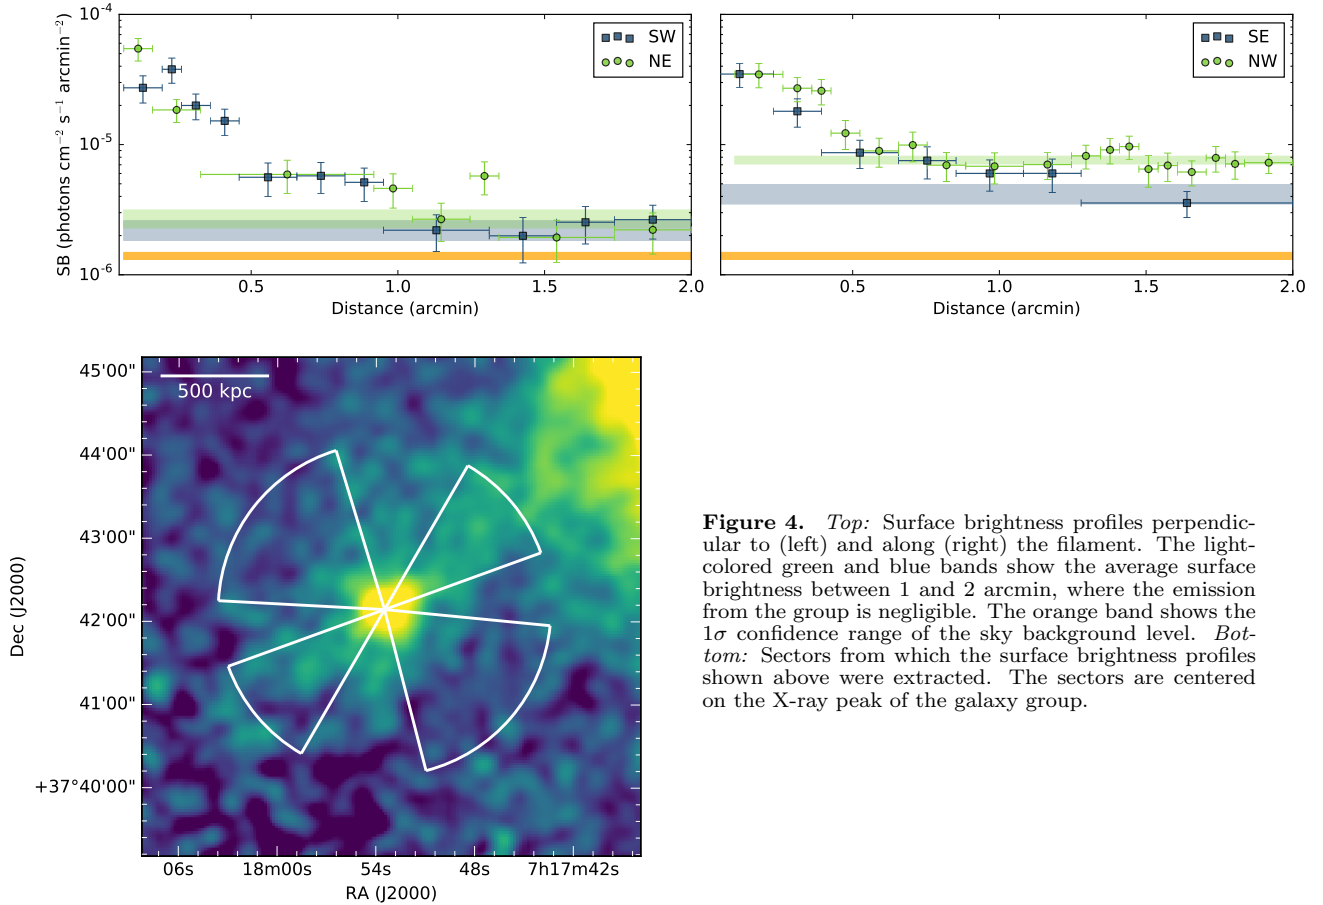 10⁻⁴
10⁻⁵
10⁻⁶
SB (photons cm⁻² s⁻¹ arcmin⁻²)
SW
NE
0.5
1.0
1.5
2.0
Distance (arcmin)
SE
NW
0.5
1.0
1.5
2.0
Distance (arcmin)
500 kpc
45'00"
44'00"
43'00"
42'00"
41'00"
+37°40'00"
Dec (J2000)
06s
18m00s
54s
48s
7h17m42s
RA (J2000)
Figure 4. Top: Surface brightness profiles perpendic-
ular to (left) and along (right) the filament. The light-
colored green and blue bands show the average surface
brightness between 1 and 2 arcmin, where the emission
from the group is negligible. The orange band shows the
1σ confidence range of the sky background level. Bot-
tom: Sectors from which the surface brightness profiles
shown above were extracted. The sectors are centered
on the X-ray peak of the galaxy group.